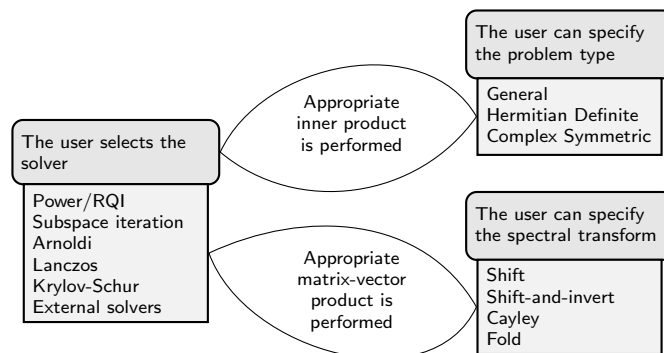 The user can specify
the problem type
General
Hermitian Definite
Complex Symmetric
Appropriate
inner product
is performed
The user selects the
solver
Power/RQI
Subspace iteration
Arnoldi
Lanczos
Krylov-Schur
External solvers
The user can specify
the spectral transform
Shift
Shift-and-invert
Cayley
Fold
Appropriate
matrix-vector
product is
performed